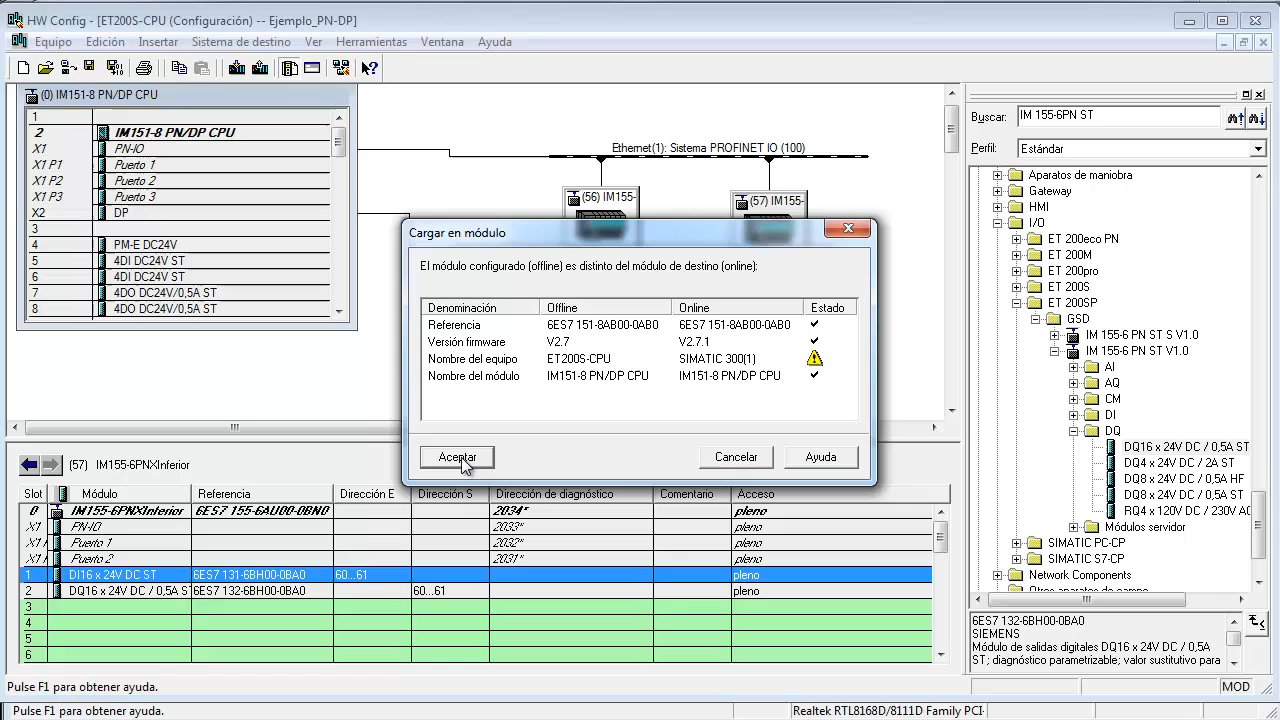 HW Config - [ET200S-CPU (Configuración) -- Ejemplo_PN-DP]
Equipo Edición Insertar Sistema de destino Ver Herramientas Ventana Ayuda
(0) IM151-8 PN/DP CPU
1
2 IM151-8 PN/DP CPU
X1 PN-IO
X1 P1 Puerto 1
X1 P2 Puerto 2
X1 P3 Puerto 3
X2 DP
3
4 PM-E DC24V
5 4DI DC24V ST
6 4DI DC24V ST
7 4DO DC24V/0,5A ST
8 4DO DC24V/0,5A ST
Ethernet(1): Sistema PROFINET IO (100)
(56) IM155-
(57) IM155-
Cargar en módulo
El módulo configurado (offline) es distinto del módulo de destino (online):
Denominación Offline Online Estado
Referencia 6ES7 151-8AB00-0AB0 6ES7 151-8AB00-0AB0
Versión firmware V2.7 V2.7.1
Nombre del equipo ET200S-CPU SIMATIC 300(1)
Nombre del módulo IM151-8 PN/DP CPU IM151-8 PN/DP CPU
Aceptar Cancelar Ayuda
Buscar: IM 155-6PN ST
Perfil: Estándar
Aparatos de maniobra
Gateway
HMI
I/O
ET 200eco PN
ET 200M
ET 200pro
ET 200S
ET 200SP
GSD
IM 155-6 PN ST S V1.0
IM 155-6 PN ST V1.0
AI
AQ
CM
DI
DQ
DQ16 x 24V DC / 0,5A ST
DQ4 x 24V DC / 2A ST
DQ8 x 24V DC / 0,5A HF
DQ8 x 24V DC / 0,5A ST
RQ4 x 120V DC / 230V AC
Módulos servidor
SIMATIC PC-CP
SIMATIC S7-CP
Network Components
Otros aparatos de campo
6ES7 132-6BH00-0BA0
SIEMENS
Módulo de salidas digitales DQ16 x 24V DC / 0,5A
ST; diagnóstico parametrizable; valor sustitutivo para
(57) IM155-6PNXInferior
Slot Módulo Referencia Dirección E Dirección S Dirección de diagnóstico Comentario Acceso
0 IM155-6PNXInferior 6ES7 155-6AU00-0BN0 2034* pleno
X1 PN-IO 2033* pleno
X1 Puerto 1 2032* pleno
X1 Puerto 2 2031* pleno
1 DI16 x 24V DC ST 6ES7 131-6BH00-0BA0 60...61 pleno
2 DQ16 x 24V DC / 0,5A S 6ES7 132-6BH00-0BA0 60...61 pleno
3
4
5
6
Pulse F1 para obtener ayuda. MOD
Pulse F1 para obtener ayuda. Realtek RTL8168D/8111D Family PCI-